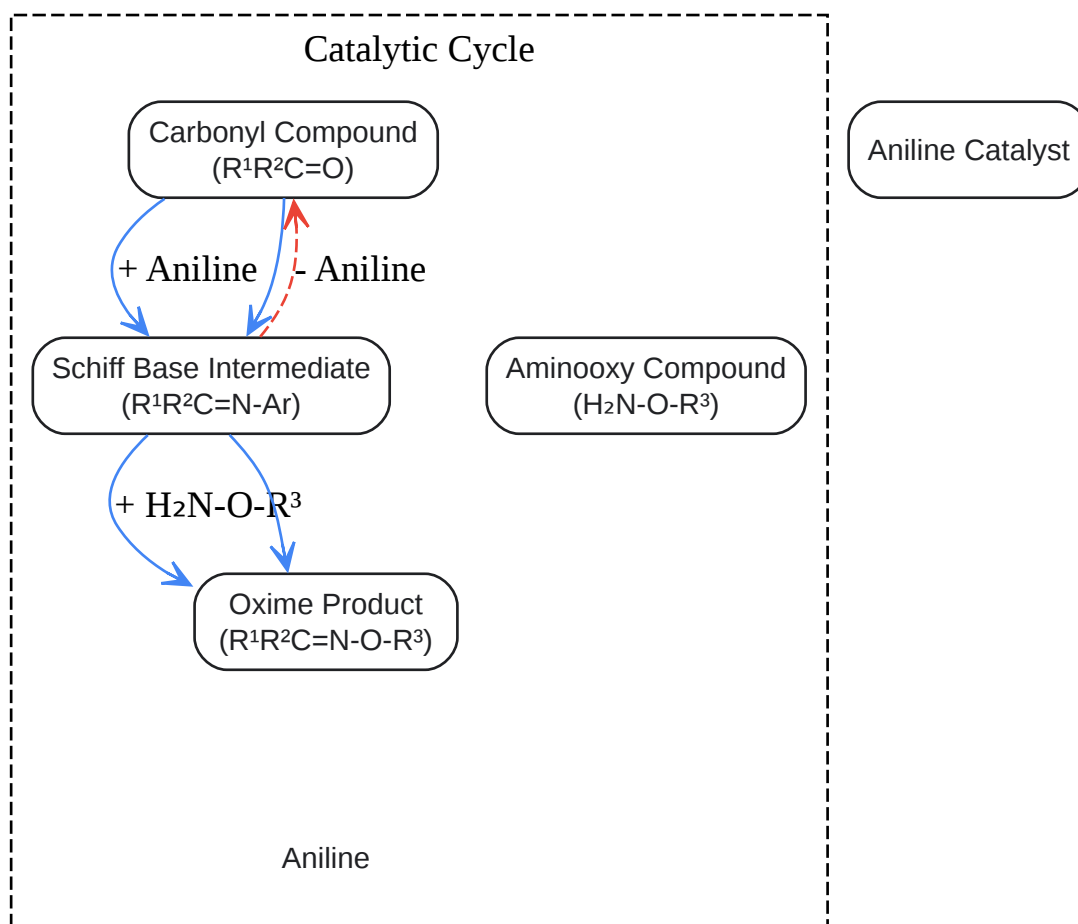 Catalytic Cycle
Carbonyl Compound
(R¹R²C=O)
Aniline Catalyst
+ Aniline
- Aniline
Schiff Base Intermediate
(R¹R²C=N-Ar)
Aminooxy Compound
(H₂N-O-R³)
+ H₂N-O-R³
Oxime Product
(R¹R²C=N-O-R³)
Aniline